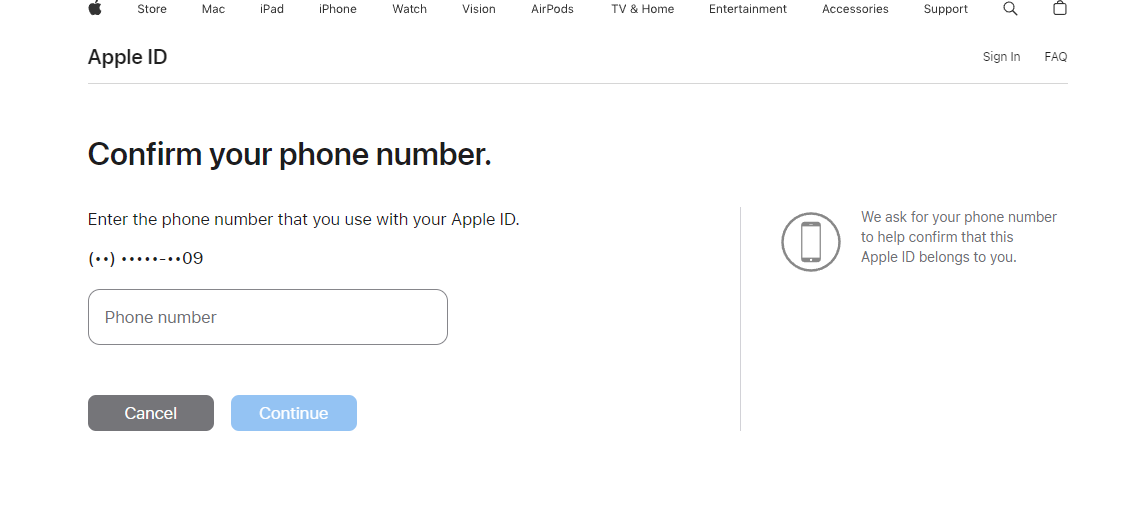 Store Mac iPad iPhone Watch Vision AirPods TV & Home Entertainment Accessories Support
Apple ID
Sign In FAQ
Confirm your phone number.
Enter the phone number that you use with your Apple ID.
(••) •••••-••09
Phone number
Cancel Continue
We ask for your phone number
to help confirm that this
Apple ID belongs to you.